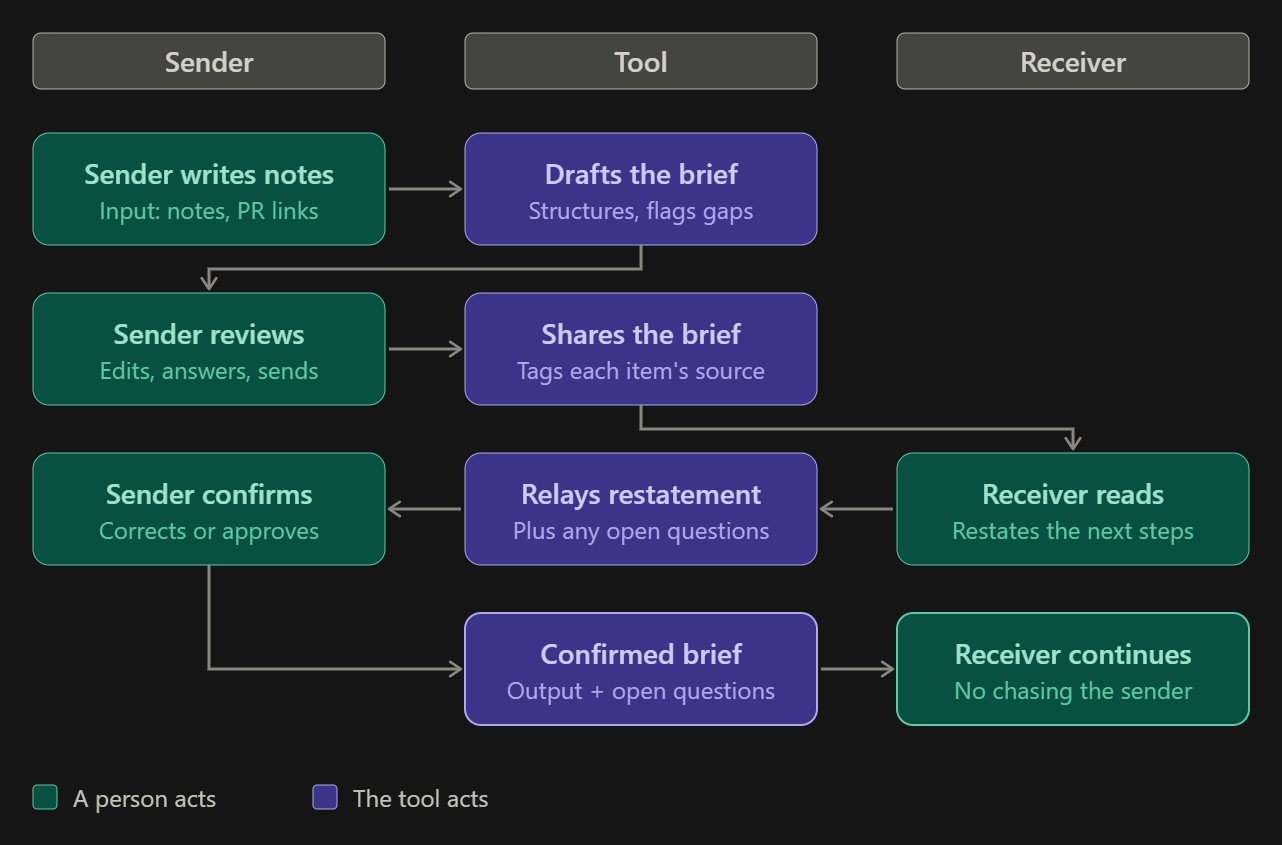 Sender
Tool
Receiver
Sender writes notes
Input: notes, PR links
Drafts the brief
Structures, flags gaps
Sender reviews
Edits, answers, sends
Shares the brief
Tags each item's source
Sender confirms
Corrects or approves
Relays restatement
Plus any open questions
Receiver reads
Restates the next steps
Confirmed brief
Output + open questions
Receiver continues
No chasing the sender
A person acts
The tool acts